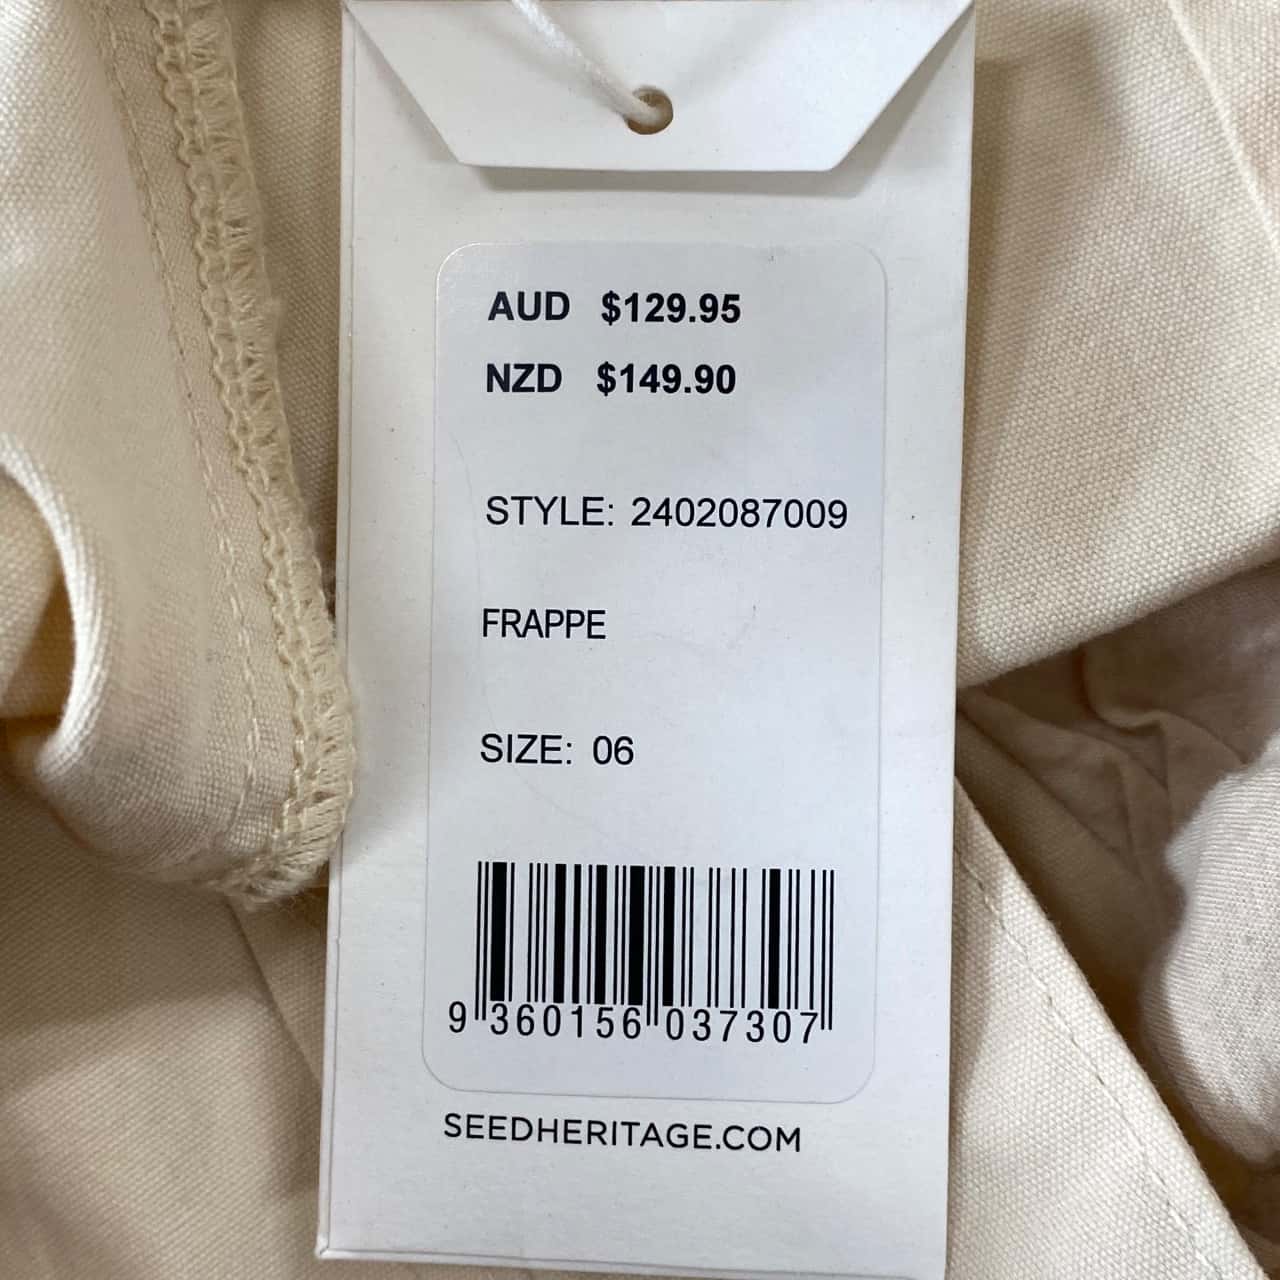 AUD $129.95
NZD $149.90
STYLE: 2402087009
FRAPPE
SIZE: 06
9 360156 037307
SEEDHERITAGE.COM